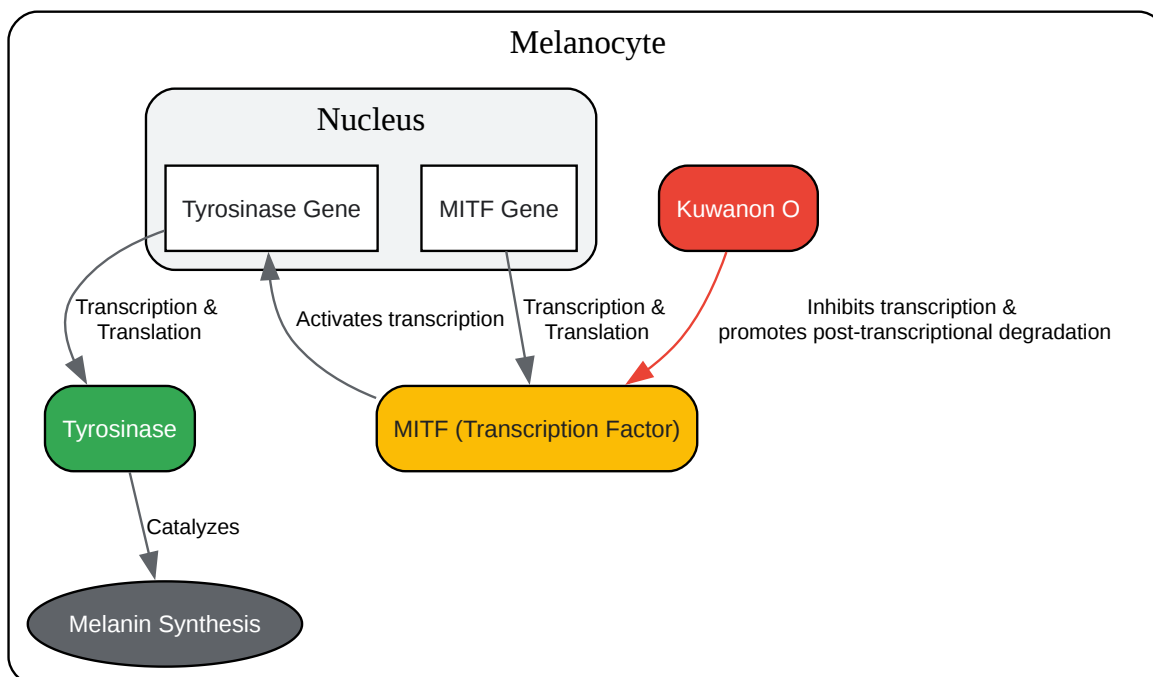 Melanocyte
Nucleus
Tyrosinase Gene
MITF Gene
Kuwanon O
Transcription &
Translation
Activates transcription
Transcription &
Translation
Inhibits transcription &
promotes post-transcriptional degradation
Tyrosinase
MITF (Transcription Factor)
Catalyzes
Melanin Synthesis